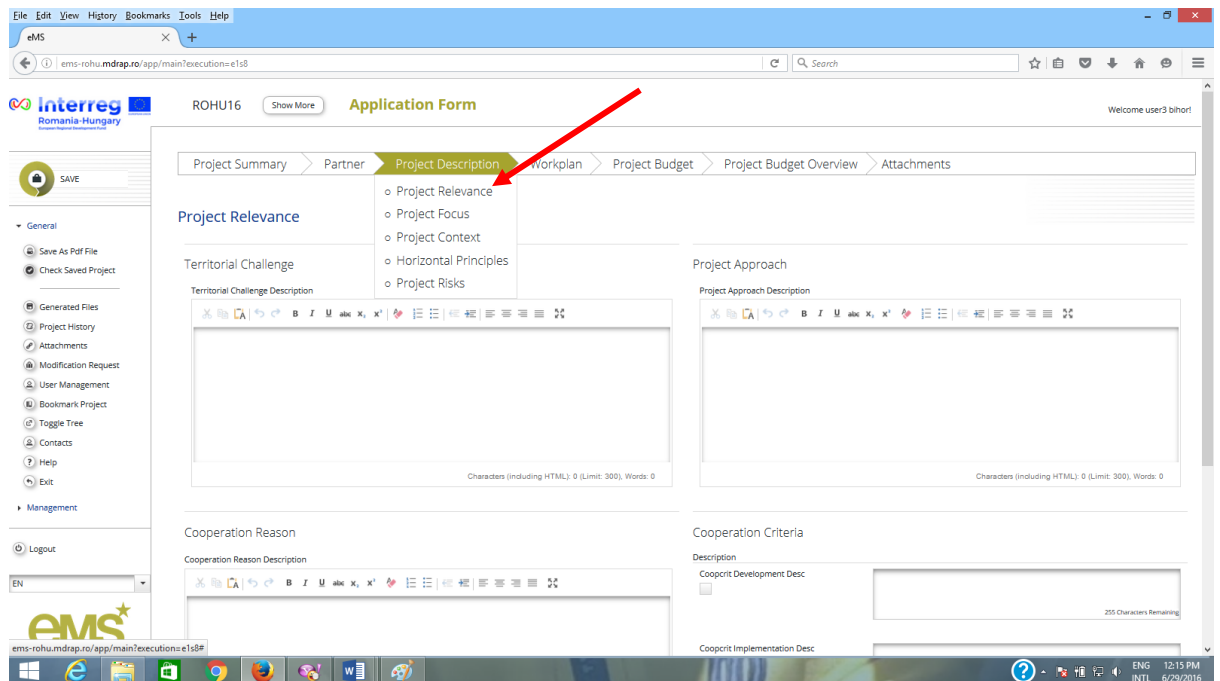 File Edit View History Bookmarks Tools Help
eMS
ems-rohu.mdrap.ro/app/main?execution=e1s8
Search
Interreg
Romania-Hungary
European Regional Development Fund
ROHU16 Show More Application Form
Welcome user3 bihor!
Project Summary Partner Project Description Workplan Project Budget Project Budget Overview Attachments
Project Relevance
Project Focus
Project Context
Horizontal Principles
Project Risks
SAVE
General
Save As Pdf File
Check Saved Project
Generated Files
Project History
Attachments
Modification Request
User Management
Bookmark Project
Toggle Tree
Contacts
Help
Exit
Management
Logout
EN
eMS
Project Relevance
Territorial Challenge
Territorial Challenge Description
Characters (including HTML): 0 (Limit: 300), Words: 0
Project Approach
Project Approach Description
Characters (including HTML): 0 (Limit: 300), Words: 0
Cooperation Reason
Cooperation Reason Description
Cooperation Criteria
Description
Coopcrit Development Desc
255 Characters Remaining
Coopcrit Implementation Desc
ems-rohu.mdrap.ro/app/main?execution=e1s8#
ENG 12:15 PM
INTL 6/29/2016